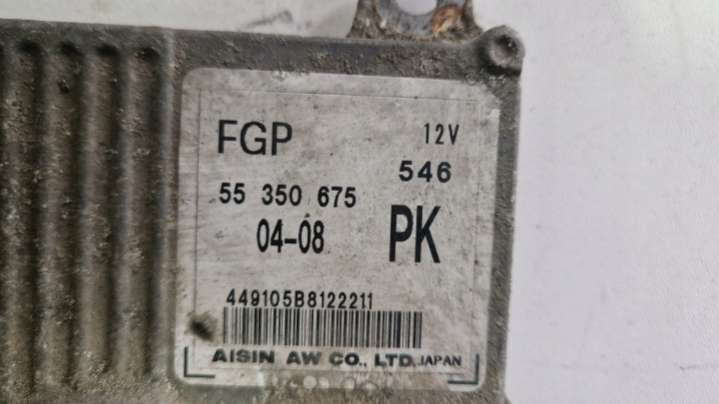 FGP 12V
546
55 350 675
04-08 PK
449105B8122211
AISIN AW CO., LTD. JAPAN